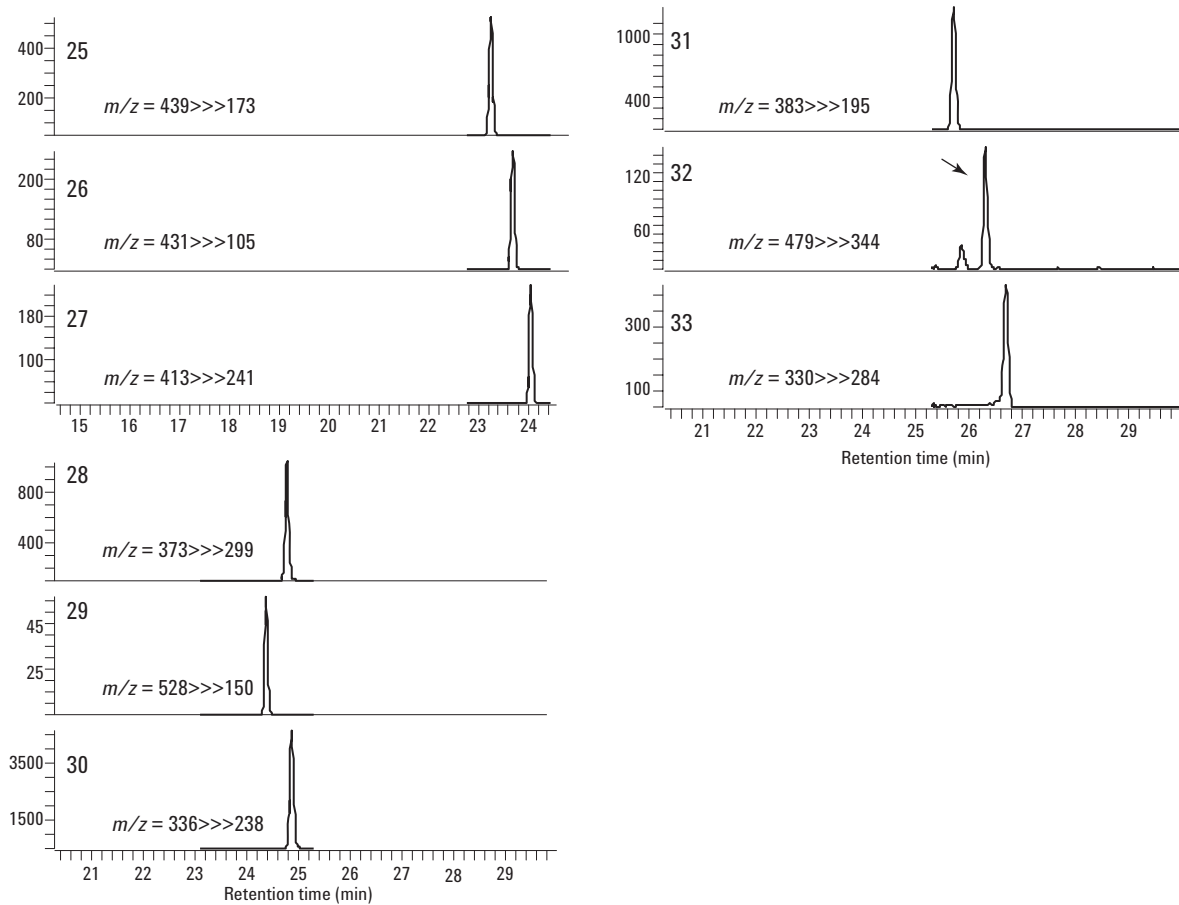 400
25
200
m/z = 439>>>173
200
26
80
m/z = 431>>>105
180
27
100
m/z = 413>>>241
15 16 17 18 19 20 21 22 23 24
800
28
400
m/z = 373>>>299
45
29
25
m/z = 528>>>150
3500
30
1500
m/z = 336>>>238
21 22 23 24 25 26 27 28 29
Retention time (min)
1000
31
400
m/z = 383>>>195
120
32
60
m/z = 479>>>344
300
33
100
m/z = 330>>>284
21 22 23 24 25 26 27 28 29
Retention time (min)